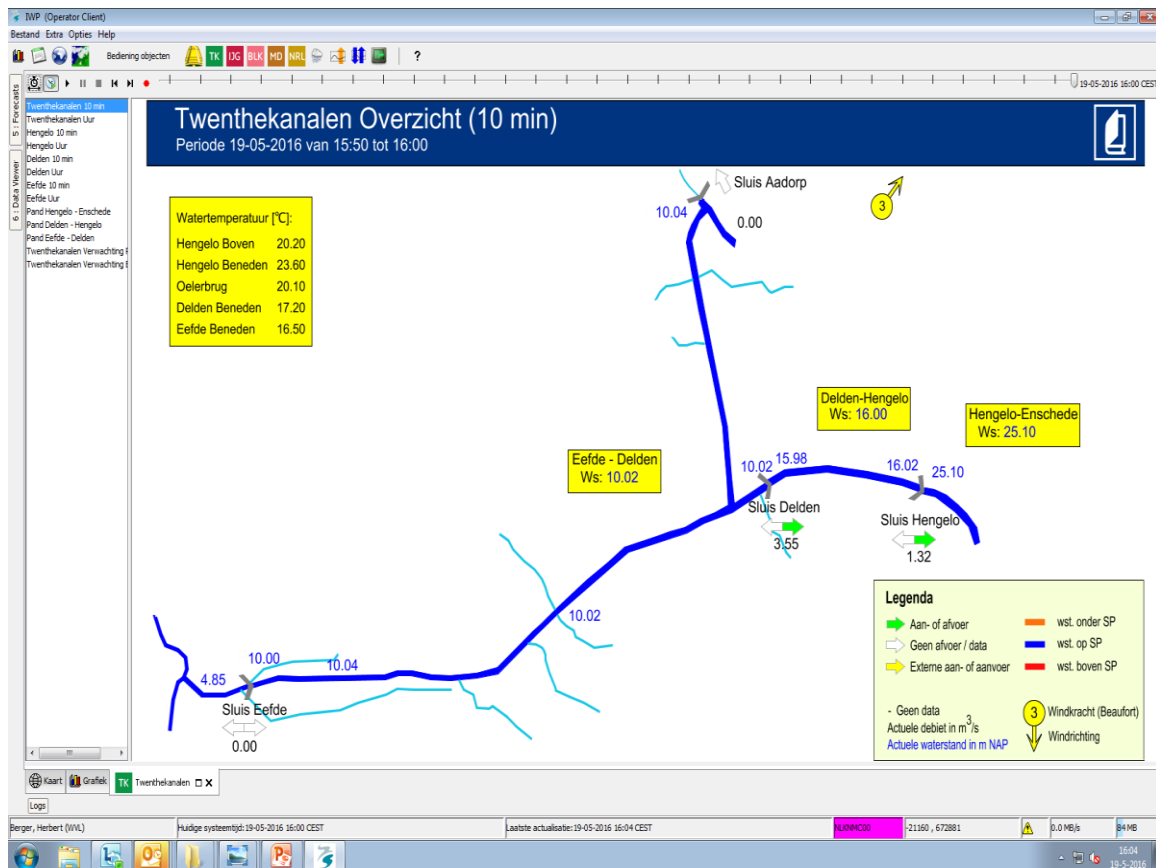 IWP (Operator Client)
Bestand Extra Opties Help
Bediening objecten TK IJG BLK MD NRL ?
19-05-2016 16:00 CEST
5 : Forecasts
6 : Data Viewer
Twenthekanalen 10 min
Twenthekanalen Uur
Hengelo 10 min
Hengelo Uur
Delden 10 min
Delden Uur
Eefde 10 min
Eefde Uur
Pand Hengelo - Enschede
Pand Delden - Hengelo
Pand Eefde - Delden
Twenthekanalen Verwachting
Twenthekanalen Verwachting
Twenthekanalen Overzicht (10 min)
Periode 19-05-2016 van 15:50 tot 16:00
Watertemperatuur [°C]:
Hengelo Boven 20.20
Hengelo Beneden 23.60
Oelerbrug 20.10
Delden Beneden 17.20
Eefde Beneden 16.50
Sluis Aadorp
10.04
0.00
3
Delden-Hengelo
Ws: 16.00
Hengelo-Enschede
Ws: 25.10
Eefde - Delden
Ws: 10.02
10.02
15.98
16.02
25.10
Sluis Delden
3.55
Sluis Hengelo
1.32
10.02
10.00
10.04
4.85
Sluis Eefde
0.00
Legenda
Aan- of afvoer
Geen afvoer / data
Externe aan- of aanvoer
wst. onder SP
wst. op SP
wst. boven SP
- Geen data
Actuele debiet in m3/s
Actuele waterstand in m NAP
3 Windkracht (Beaufort)
Windrichting
Kaart Grafiek TK Twenthekanalen X
Logs
Berger, Herbert (WVL) Huidige systeemtijd:19-05-2016 16:00 CEST Laatste actualisatie:19-05-2016 16:04 CEST NLKNMC00 -21160 , 672881 0.0 MB/s 84 MB
16:04
19-5-2016